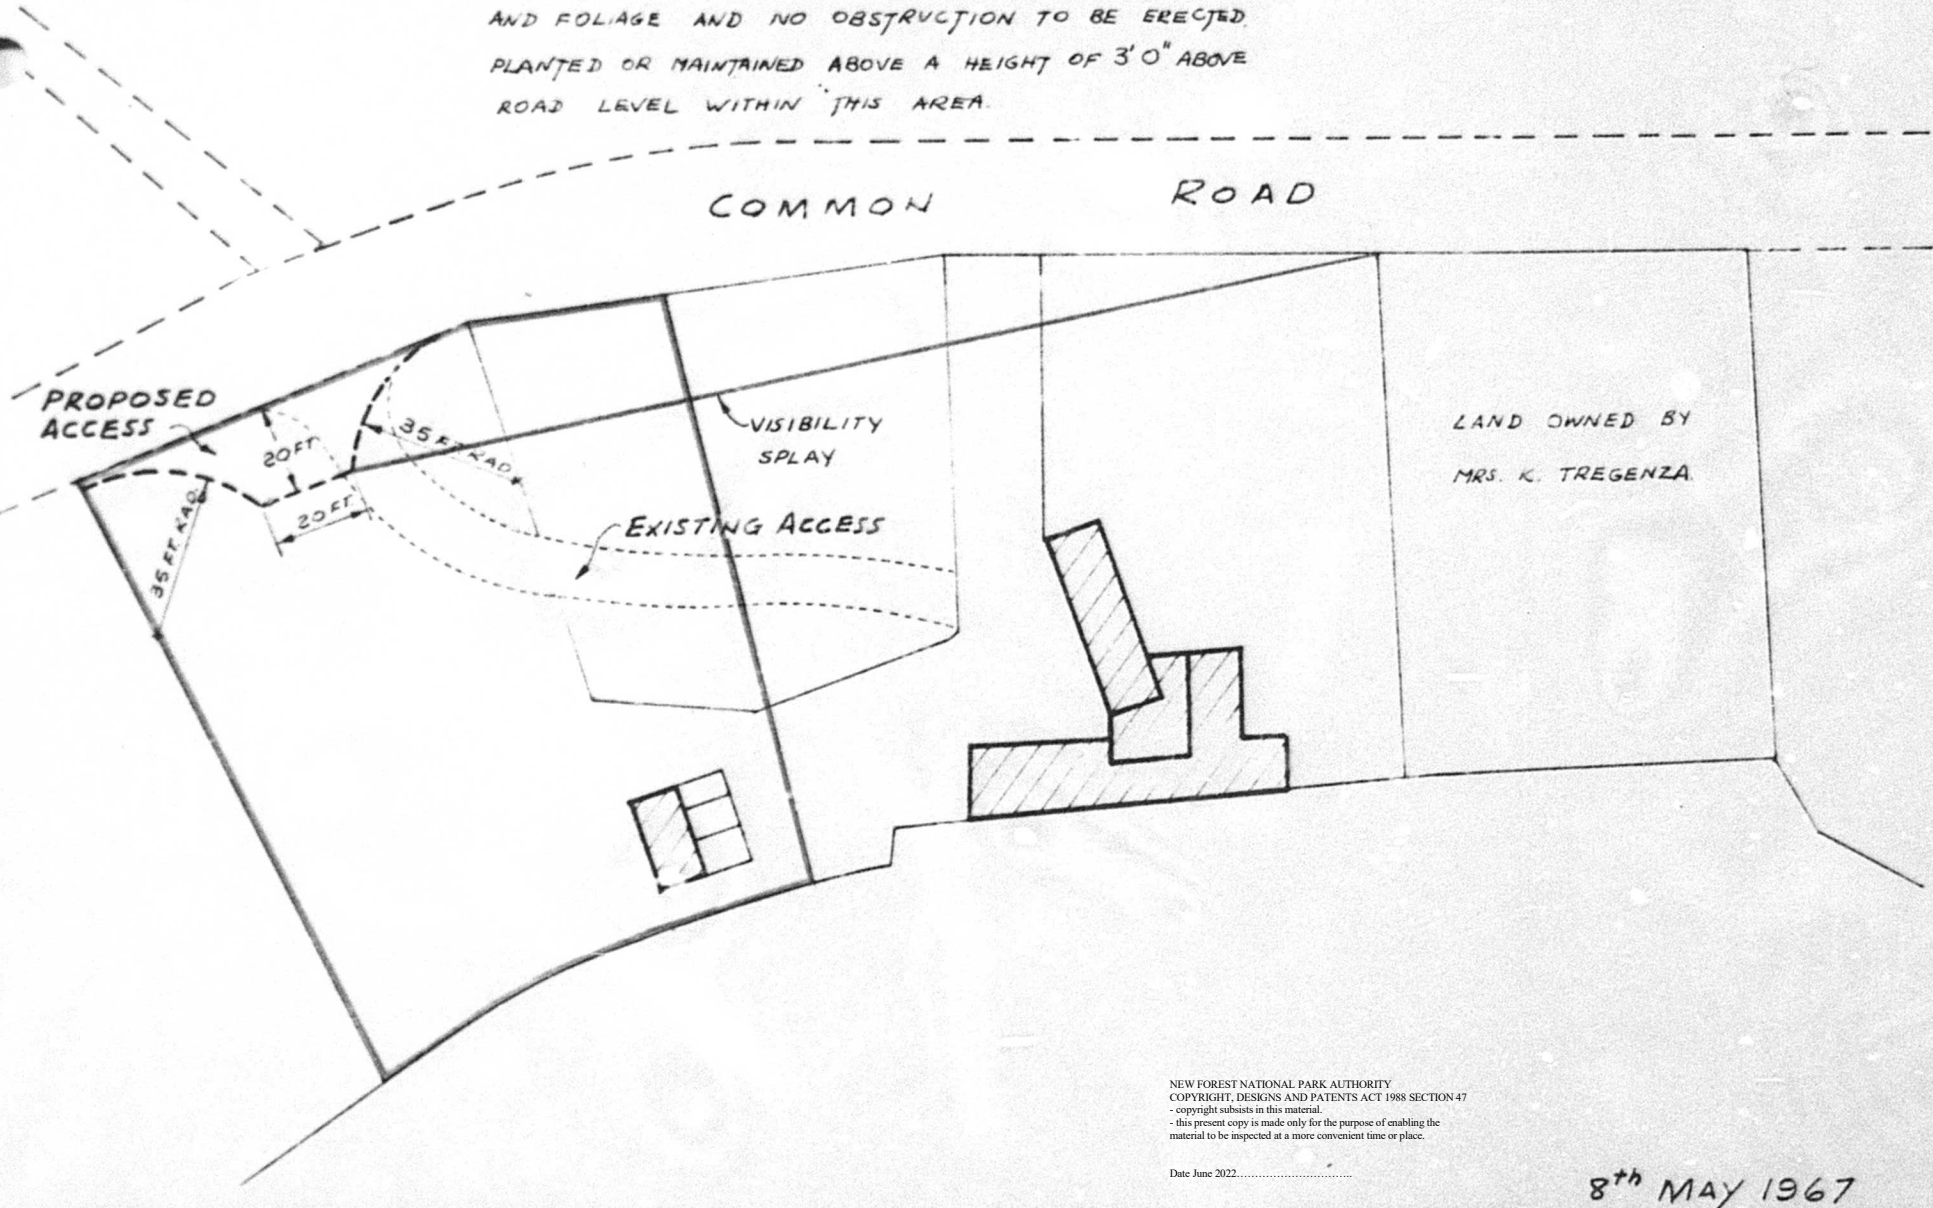 AND FOLIAGE AND NO OBSTRUCTION TO BE ERECTED.
PLANTED OR MAINTAINED ABOVE A HEIGHT OF 3'0" ABOVE
ROAD LEVEL WITHIN THIS AREA.
COMMON ROAD
PROPOSED
ACCESS
20 FT
35 FT RAD
20 FT
35 FT. RAD
VISIBILITY
SPLAY
EXISTING ACCESS
LAND OWNED BY
MRS. K. TREGENZA.
NEW FOREST NATIONAL PARK AUTHORITY
COPYRIGHT, DESIGNS AND PATENTS ACT 1988 SECTION 47
- copyright subsists in this material.
- this present copy is made only for the purpose of enabling the
material to be inspected at a more convenient time or place.
Date June 2022................................
8th MAY 1967